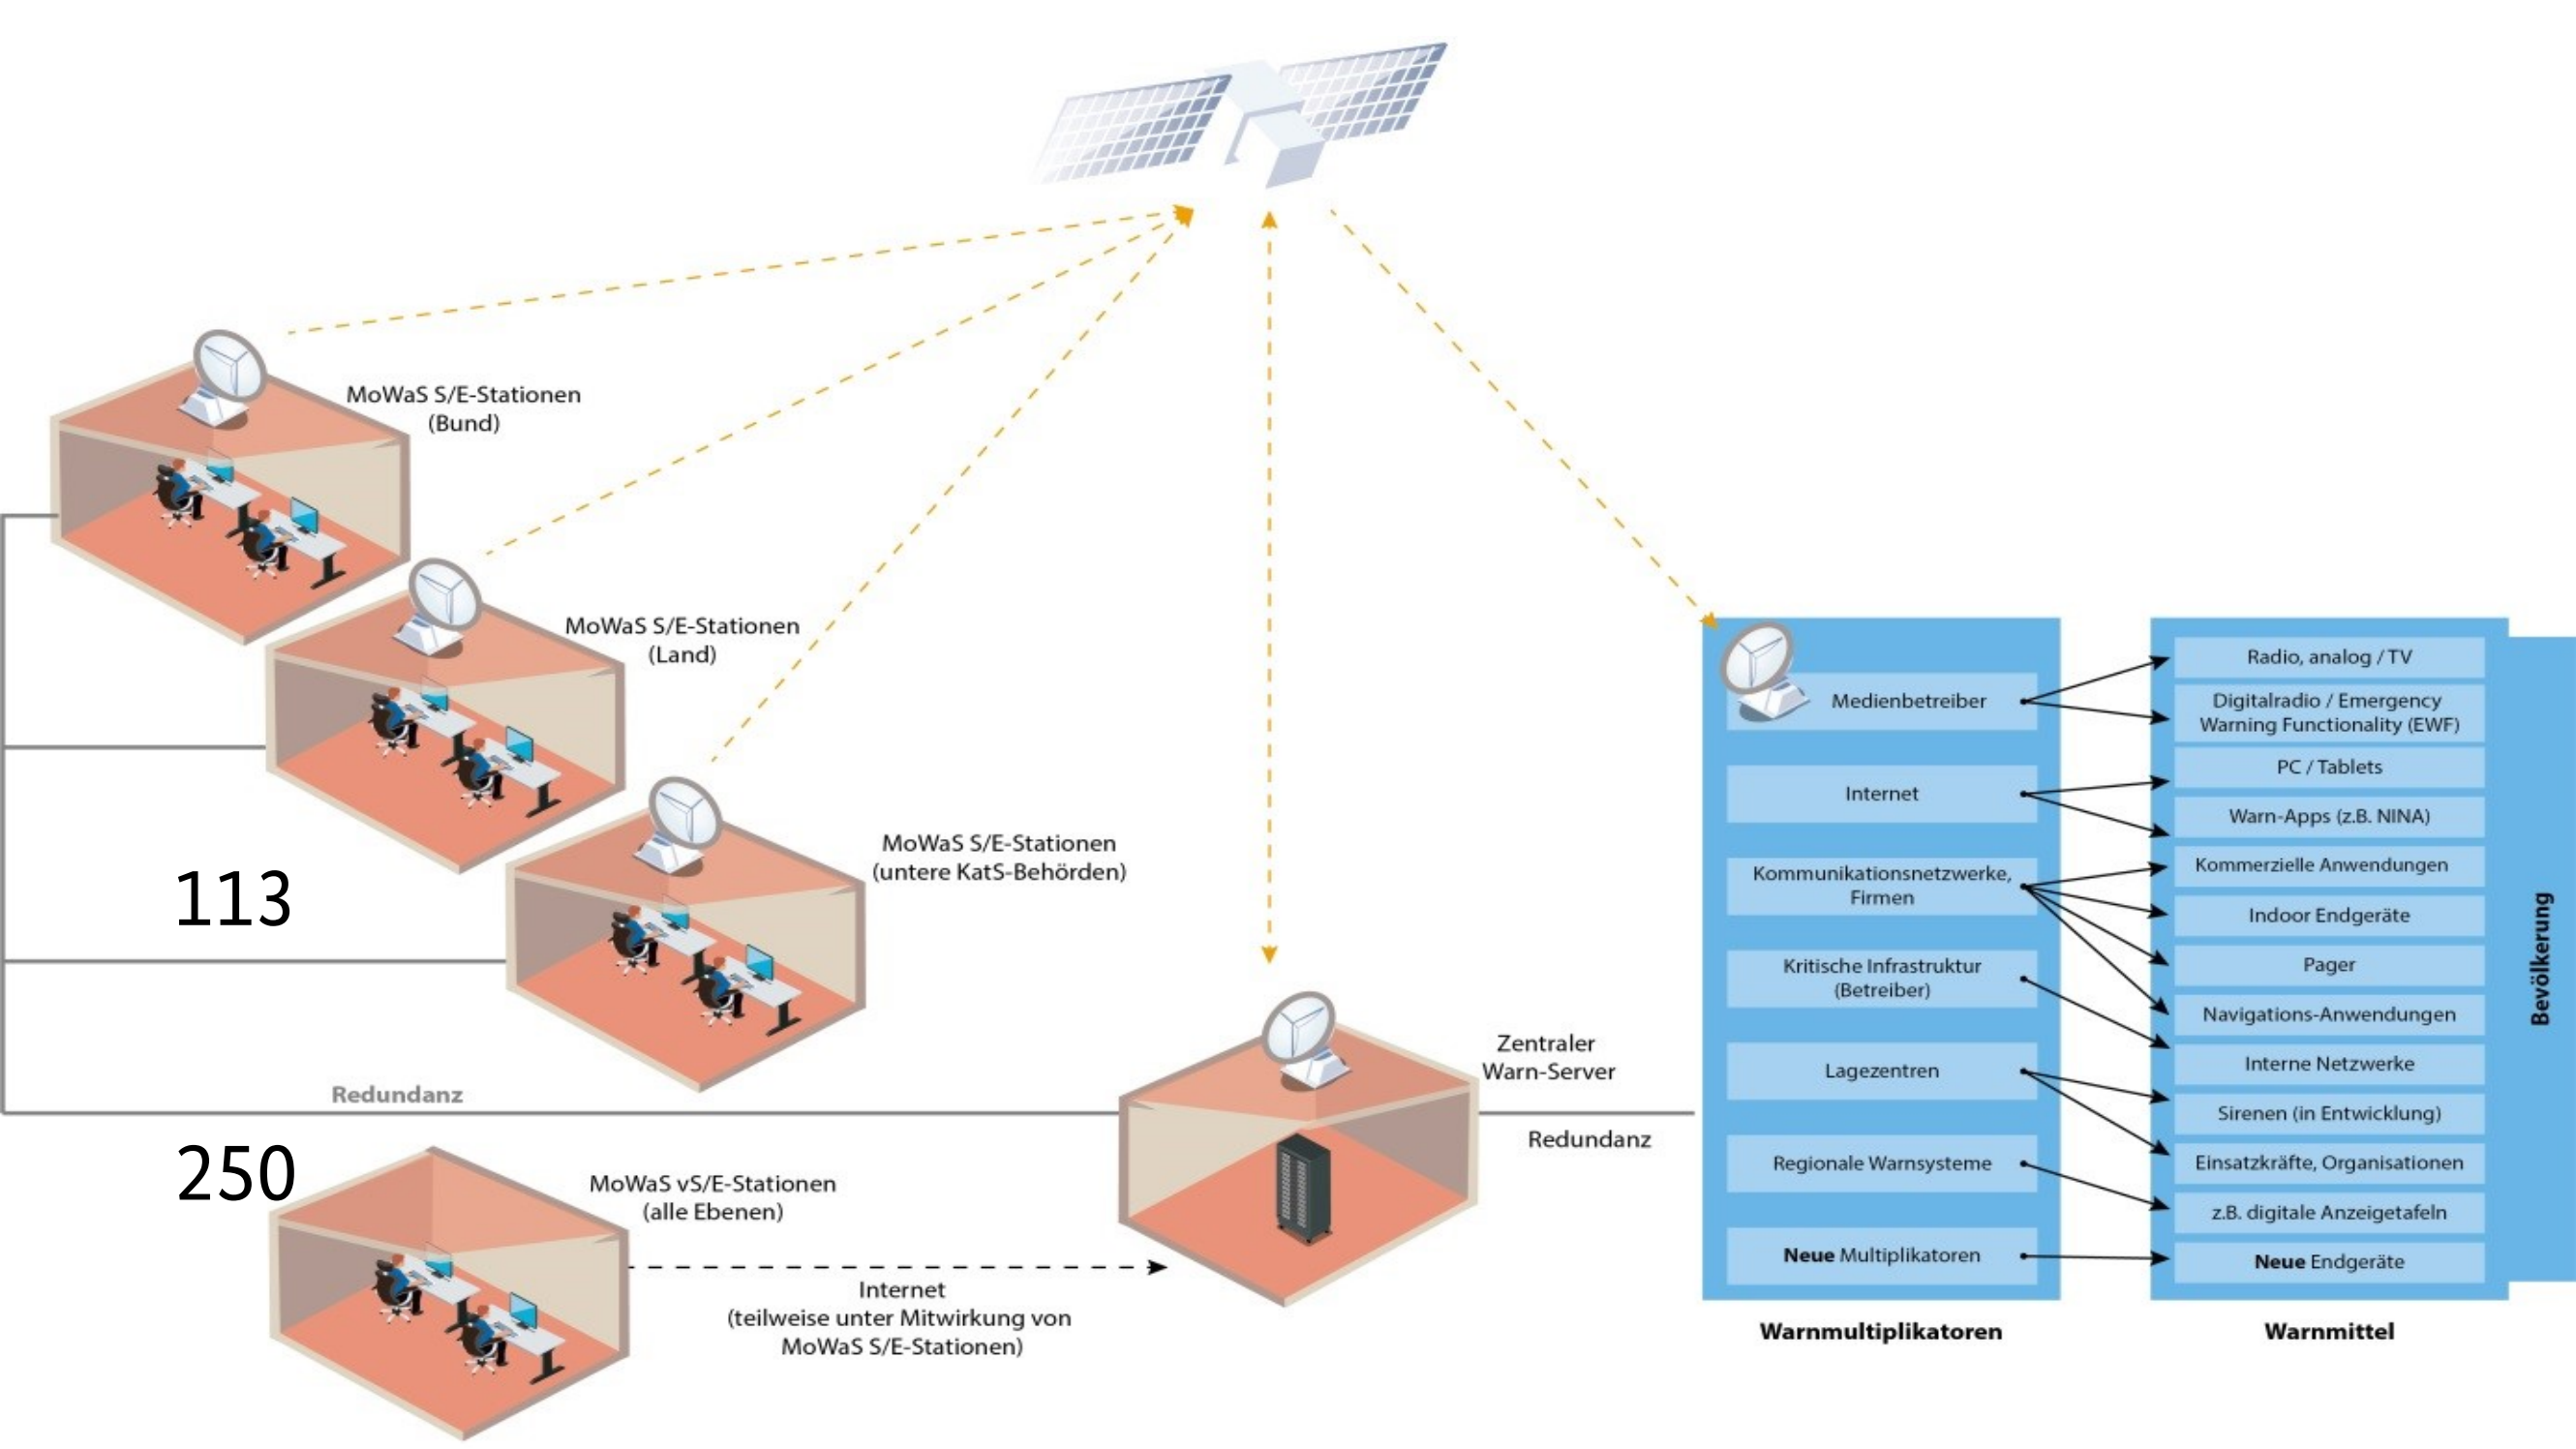 MoWaS S/E-Stationen
(Bund)
MoWaS S/E-Stationen
(Land)
113
MoWaS S/E-Stationen
(untere KatS-Behörden)
Redundanz
250
MoWaS vS/E-Stationen
(alle Ebenen)
Internet
(teilweise unter Mitwirkung von
MoWaS S/E-Stationen)
Zentraler
Warn-Server
Redundanz
Medienbetreiber
Internet
Kommunikationsnetzwerke,
Firmen
Kritische Infrastruktur
(Betreiber)
Lagezentren
Regionale Warnsysteme
Neue Multiplikatoren
Warnmultiplikatoren
Radio, analog / TV
Digitalradio / Emergency
Warning Functionality (EWF)
PC / Tablets
Warn-Apps (z.B. NINA)
Kommerzielle Anwendungen
Indoor Endgeräte
Pager
Navigations-Anwendungen
Interne Netzwerke
Sirenen (in Entwicklung)
Einsatzkräfte, Organisationen
z.B. digitale Anzeigetafeln
Neue Endgeräte
Warnmittel
Bevölkerung